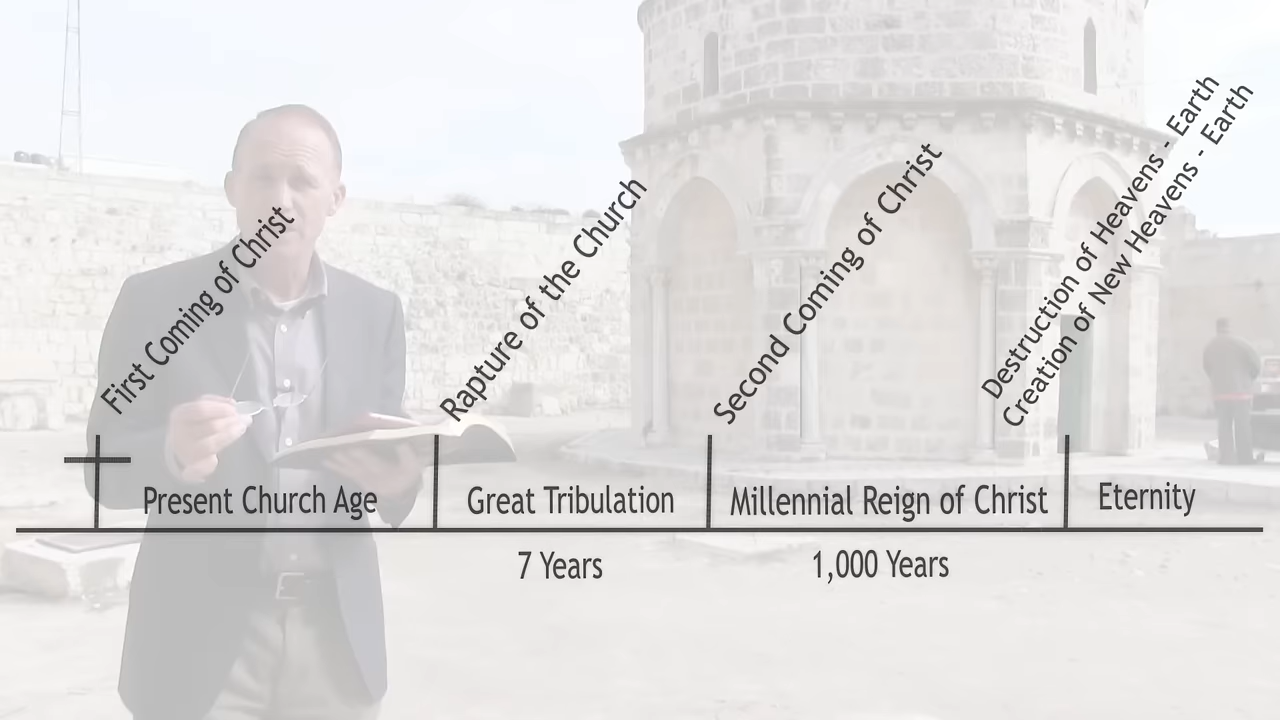 First Coming of Christ
Rapture of the Church
Second Coming of Christ
Destruction of Heavens - Earth
Creation of New Heavens - Earth
Present Church Age
Great Tribulation
Millennial Reign of Christ
Eternity
7 Years
1,000 Years